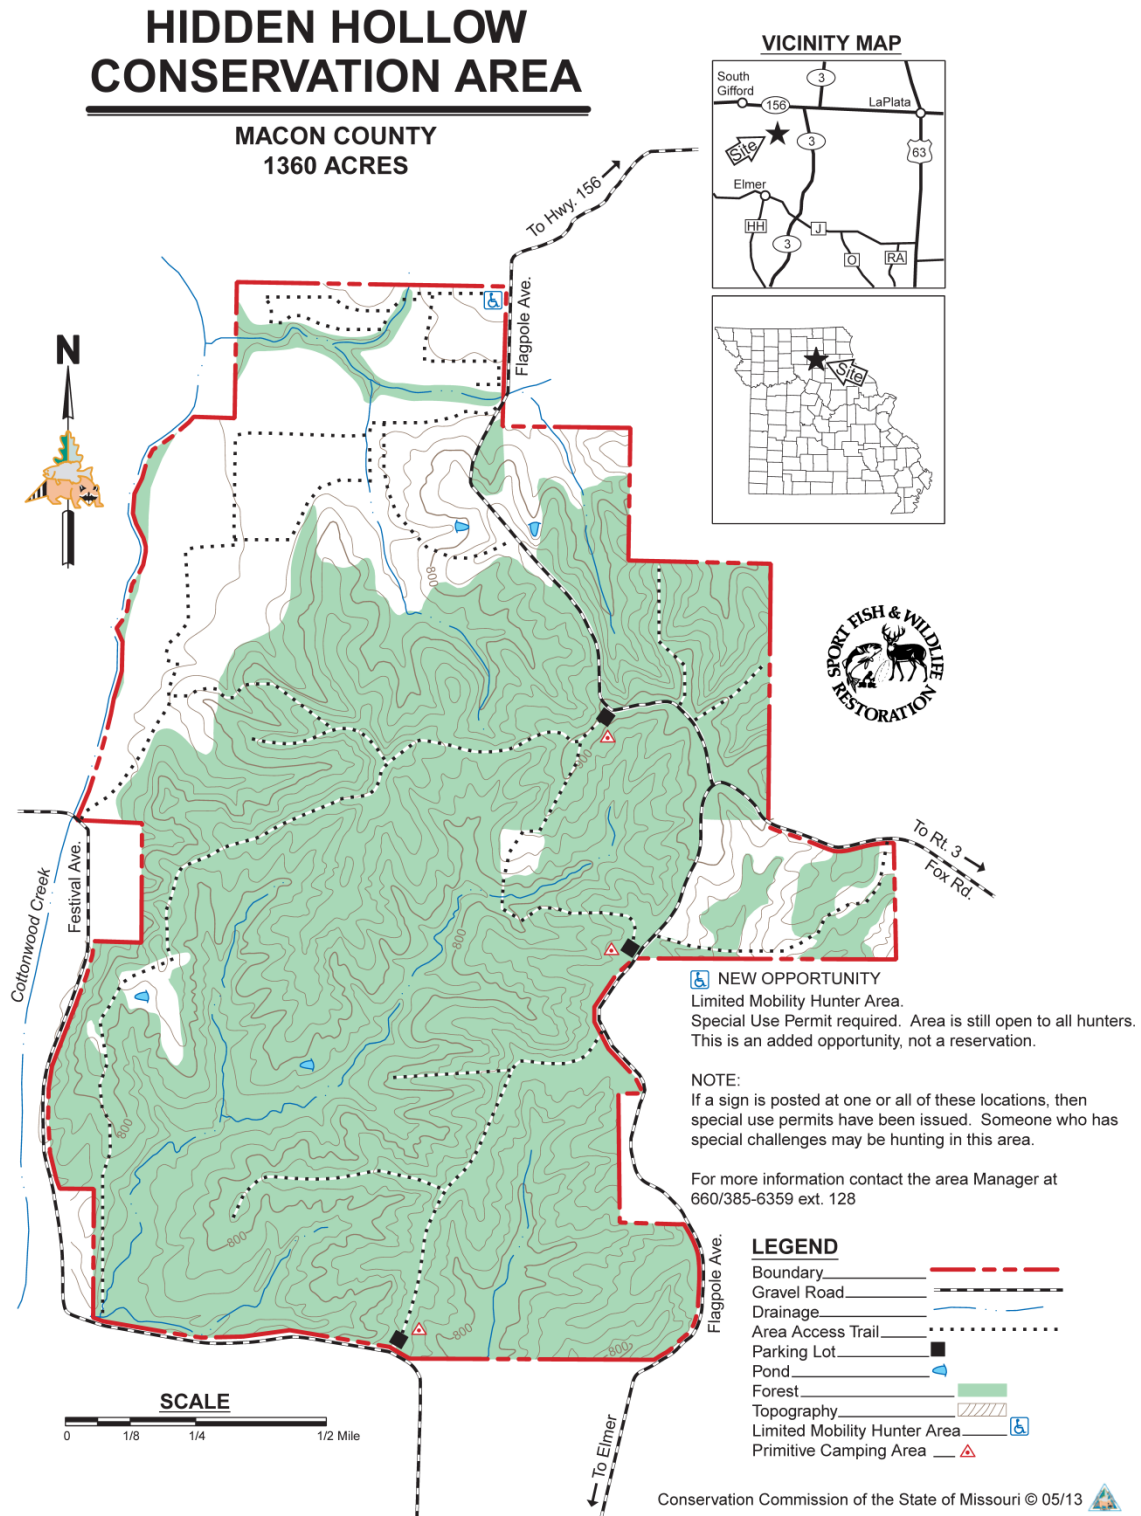 HIDDEN HOLLOW
CONSERVATION AREA
MACON COUNTY
1360 ACRES
VICINITY MAP
South
Gifford
3
156
LaPlata
Site
3
63
Elmer
HH
J
3
O
RA
Site
To Hwy. 156
Flagpole Ave.
N
800
SPORT FISH & WILDLIFE
RESTORATION
900
To Rt. 3
Fox Rd.
Festival Ave.
Cottonwood Creek
800
NEW OPPORTUNITY
Limited Mobility Hunter Area.
Special Use Permit required. Area is still open to all hunters.
This is an added opportunity, not a reservation.
NOTE:
If a sign is posted at one or all of these locations, then
special use permits have been issued. Someone who has
special challenges may be hunting in this area.
For more information contact the area Manager at
660/385-6359 ext. 128
800
800
800
800
Flagpole Ave.
To Elmer
LEGEND
Boundary
Gravel Road
Drainage
Area Access Trail
Parking Lot
Pond
Forest
Topography
Limited Mobility Hunter Area
Primitive Camping Area
SCALE
0 1/8 1/4 1/2 Mile
Conservation Commission of the State of Missouri © 05/13